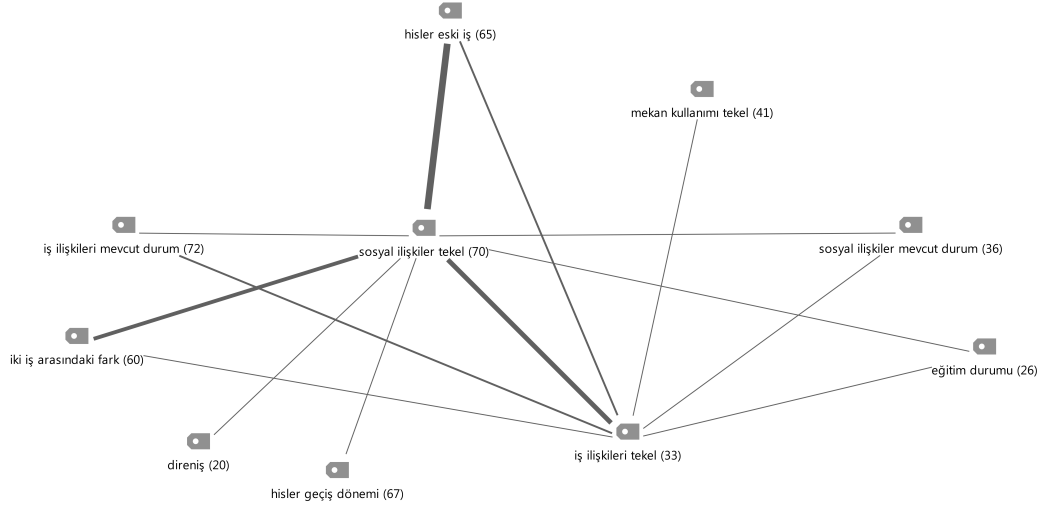 hisler eski iş (65)
mekan kullanımı tekel (41)
iş ilişkileri mevcut durum (72)
sosyal ilişkiler tekel (70)
sosyal ilişkiler mevcut durum (36)
iki iş arasındaki fark (60)
eğitim durumu (26)
iş ilişkileri tekel (33)
direniş (20)
hisler geçiş dönemi (67)